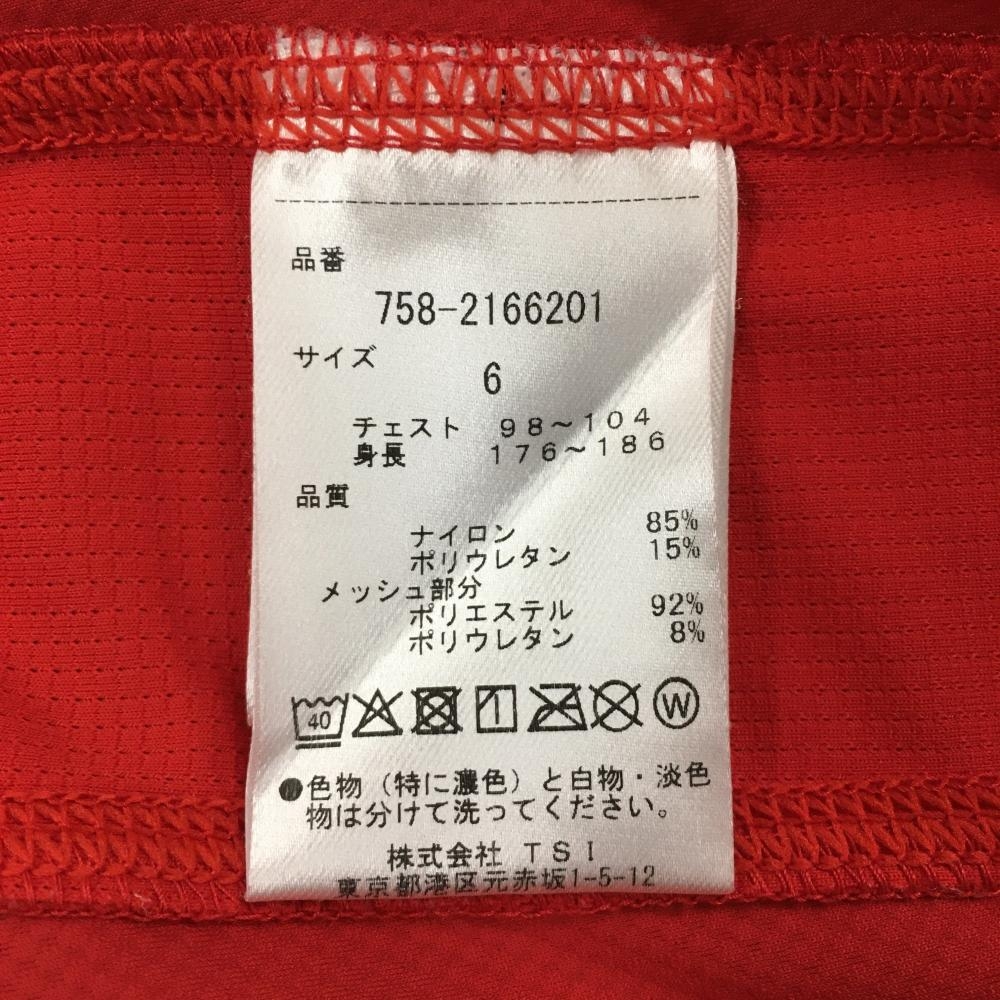 品番
758-2166201
サイズ
6
チェスト 98～104
身長 176～186
品質
ナイロン 85%
ポリウレタン 15%
メッシュ部分
ポリエステル 92%
ポリウレタン 8%
40 W
●色物（特に濃色）と白物・淡色
物は分けて洗ってください。
株式会社 TSI
東京都港区元赤坂1-5-12